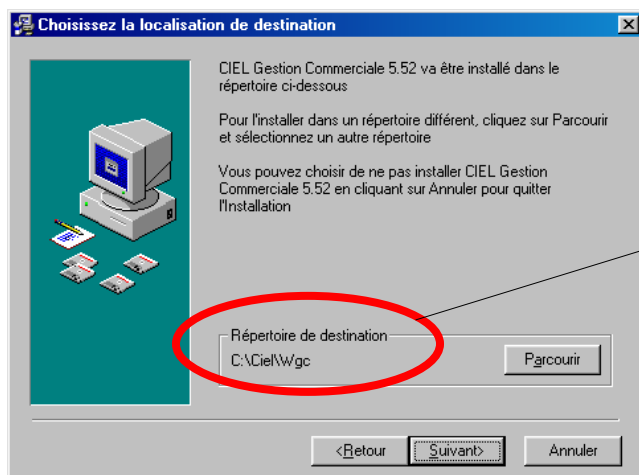 Choisissez la localisation de destination
CIEL Gestion Commerciale 5.52 va être installé dans le
répertoire ci-dessous
Pour l'installer dans un répertoire différent, cliquez sur Parcourir
et sélectionnez un autre répertoire
Vous pouvez choisir de ne pas installer CIEL Gestion
Commerciale 5.52 en cliquant sur Annuler pour quitter
l'Installation
Répertoire de destination
C:\Ciel\Wgc
Parcourir
<Retour
Suivant>
Annuler